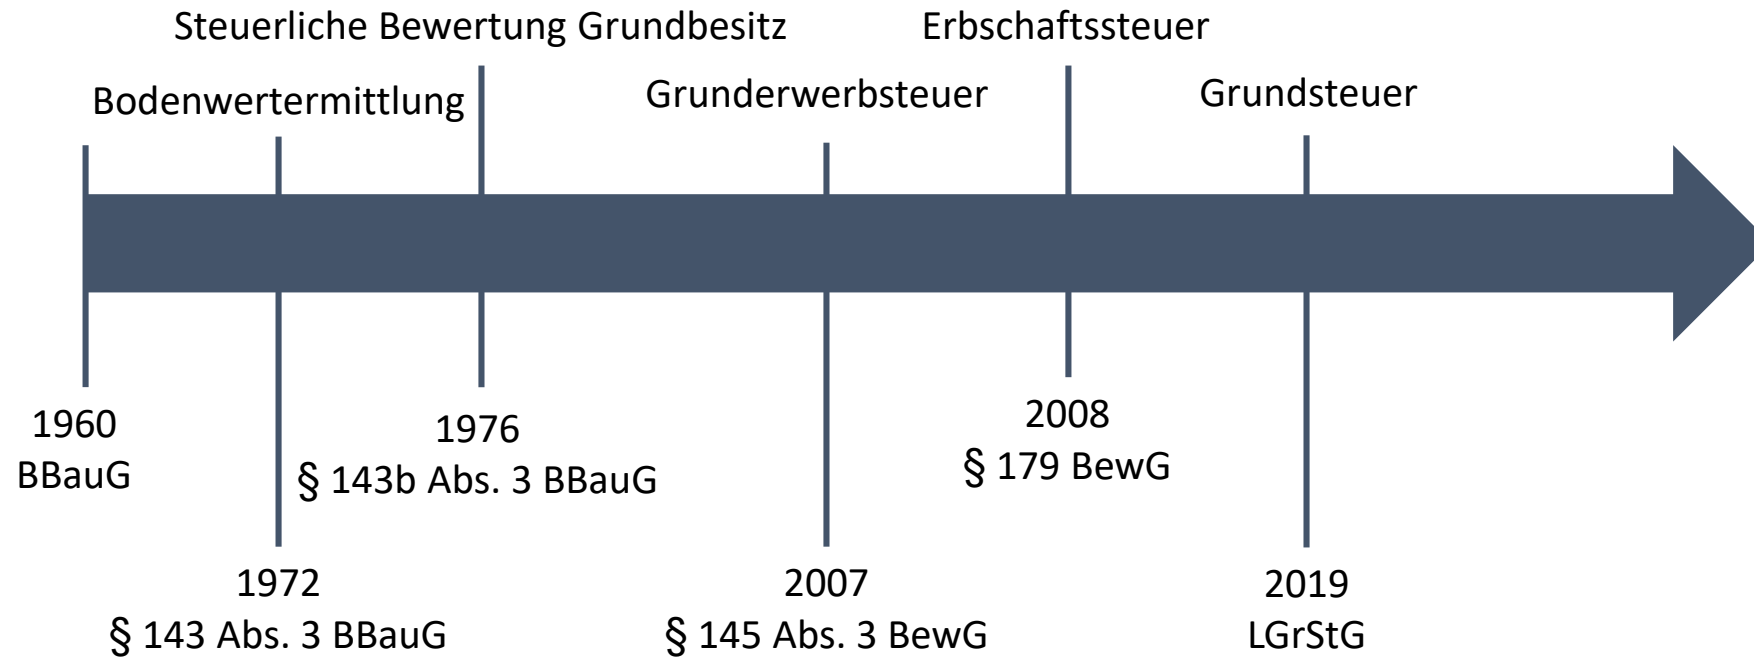 Steuerliche Bewertung Grundbesitz
Erbschaftssteuer
Bodenwertermittlung
Grunderwerbsteuer
Grundsteuer
1960
BBauG
1976
§ 143b Abs. 3 BBauG
2008
§ 179 BewG
1972
§ 143 Abs. 3 BBauG
2007
§ 145 Abs. 3 BewG
2019
LGrStG